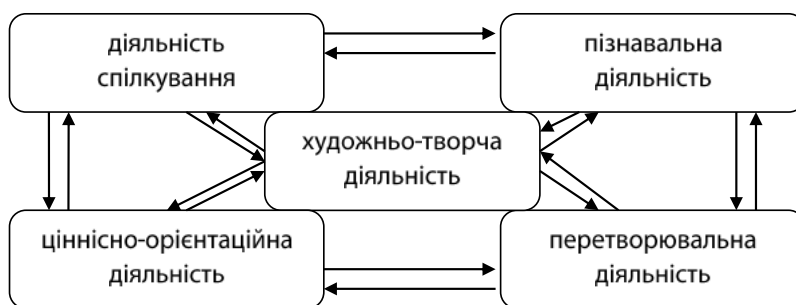 діяльність
спілкування
пізнавальна
діяльність
художньо-творча
діяльність
ціннісно-орієнтаційна
діяльність
перетворювальна
діяльність